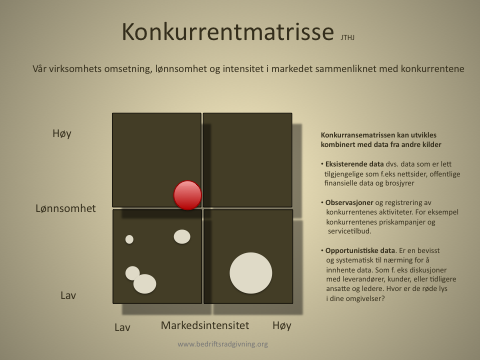 Konkurrentmatrisse JTHJ
Vår virksomhets omsetning, lønnsomhet og intensitet i markedet sammenliknet med konkurrentene
Høy
Lønnsomhet
Lav
Lav
Markedsintensitet
Høy
Konkurransematrissen kan utvikles
kombinert med data fra andre kilder
• Eksisterende data dvs. data som er lett
tilgjengelige som f.eks nettsider, offentlige
finansielle data og brosjyrer
• Observasjoner og registrering av
konkurrentenes aktiviteter. For eksempel
konkurrentenes priskampanjer og
servicetilbud.
• Opportunistiske data. Er en bevisst
og systematisk til nærming for å
innhente data. Som f. eks diskusjoner
med leverandører, kunder, eller tidligere
ansatte og ledere. Hvor er de røde lys
i dine omgivelser?
www.bedriftsradgivning.org